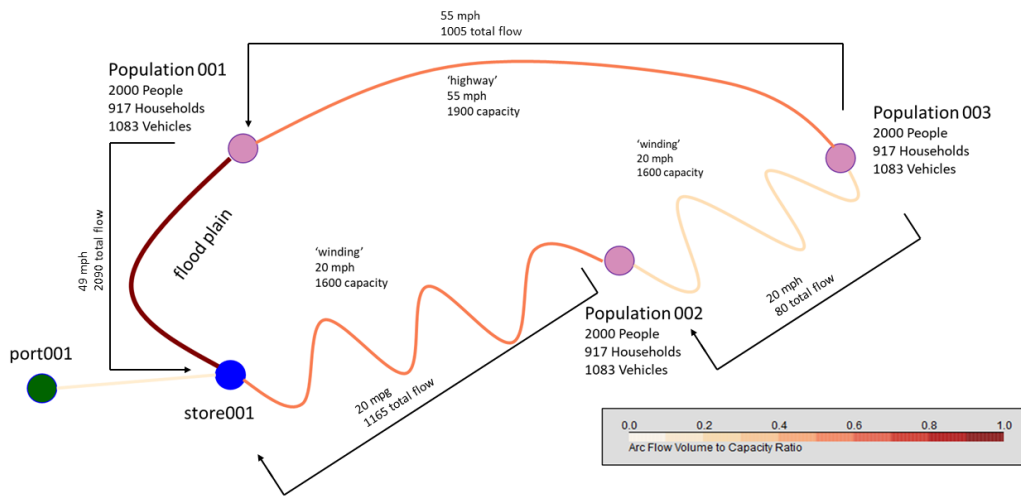 55 mph
1005 total flow
Population 001
2000 People
917 Households
1083 Vehicles
'highway'
55 mph
1900 capacity
Population 003
2000 People
917 Households
1083 Vehicles
'winding'
20 mph
1600 capacity
flood plain
49 mph
2090 total flow
'winding'
20 mph
1600 capacity
20 mph
80 total flow
Population 002
2000 People
917 Households
1083 Vehicles
port001
store001
20 mpg
1165 total flow
0.0 0.2 0.4 0.6 0.8 1.0
Arc Flow Volume to Capacity Ratio